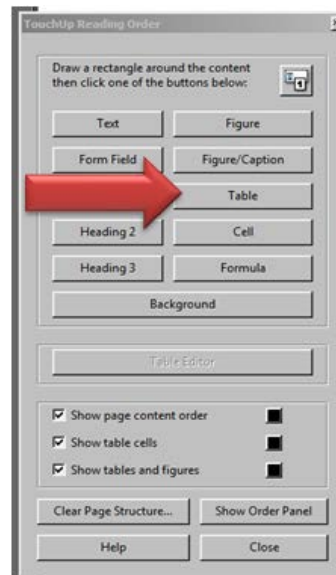 TouchUp Reading Order
Draw a rectangle around the content
then click one of the buttons below:
Text Figure
Form Field Figure/Caption
Table
Heading 2 Cell
Heading 3 Formula
Background
Table Editor
Show page content order
Show table cells
Show tables and figures
Clear Page Structure... Show Order Panel
Help Close